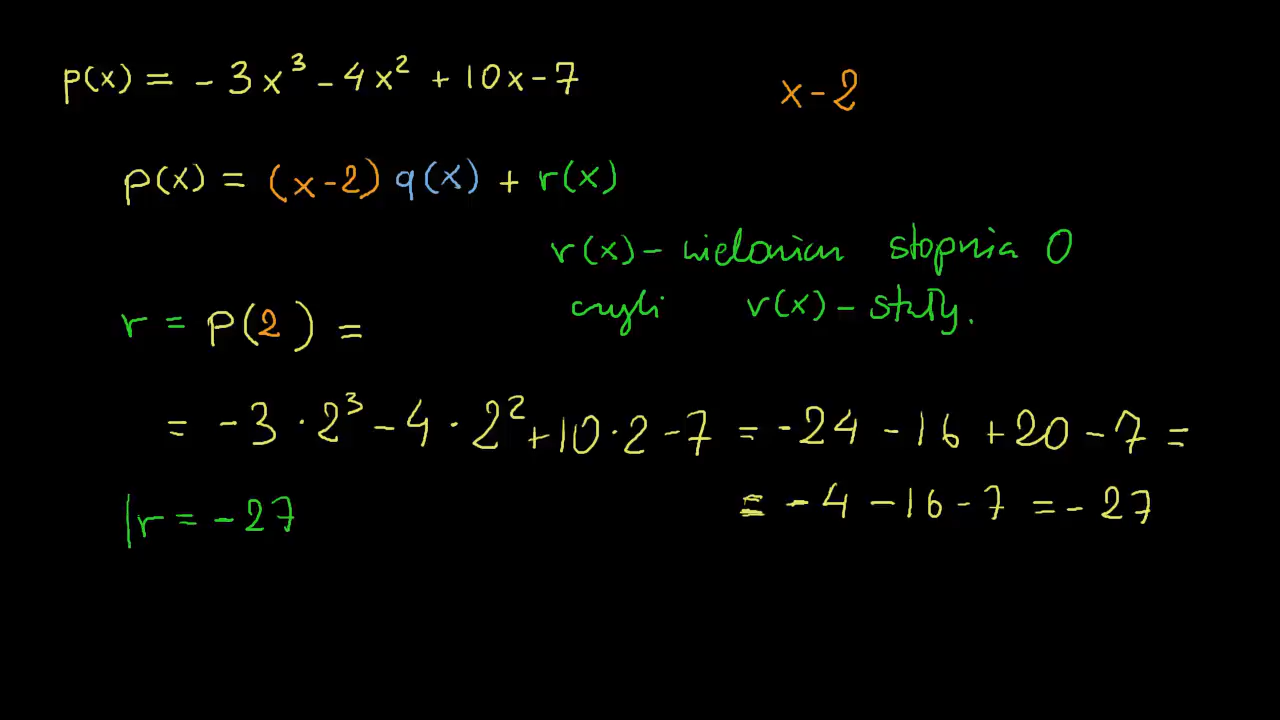 p(x) = -3x³ - 4x² + 10x - 7
x - 2
p(x) = (x-2) q(x) + r(x)
r(x) - wielomian stopnia 0
czyli r(x) - stały.
r = p(2) =
= -3 · 2³ - 4 · 2² + 10 · 2 - 7 = -24 - 16 + 20 - 7 =
= -4 - 16 - 7 = -27
|r = -27